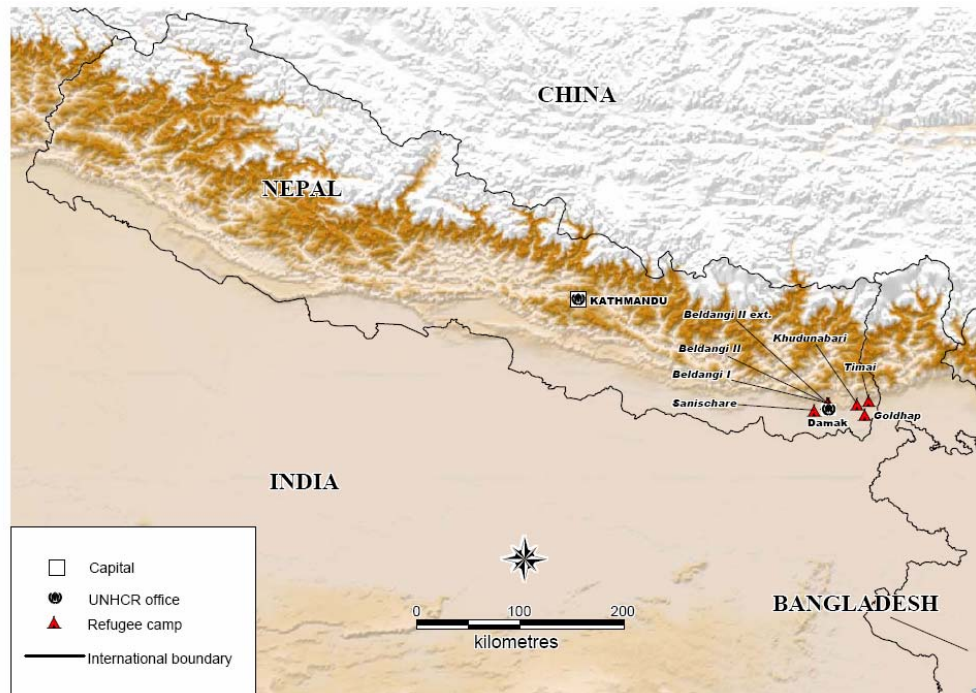 CHINA
NEPAL
KATHMANDU
Beldangi II ext.
Khudunabari
Beldangi II
Timai
Beldangi I
Sanischare
Goldhap
Damak
INDIA
BANGLADESH
Capital
UNHCR office
Refugee camp
International boundary
0 100 200
kilometres